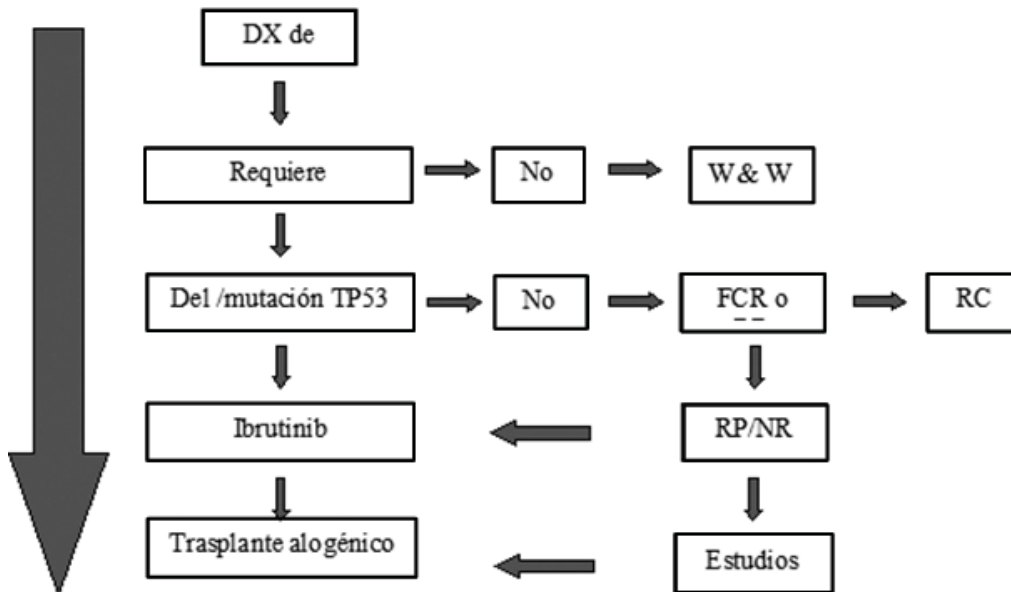 DX de
Requiere
No
W & W
Del /mutación TP53
No
FCR o
RC
Ibrutinib
RP/NR
Trasplante alogénico
Estudios